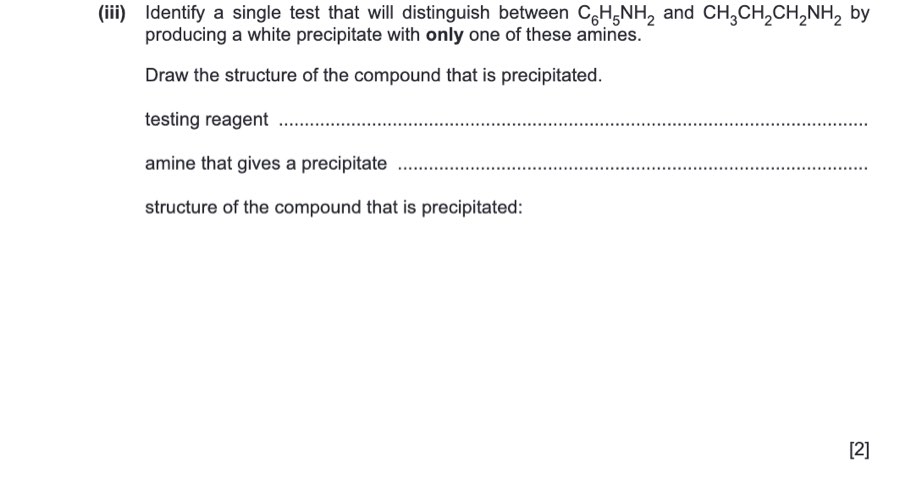 (iii) Identify a single test that will distinguish between C₆H₅NH₂ and CH₃CH₂CH₂NH₂ by
producing a white precipitate with only one of these amines.
Draw the structure of the compound that is precipitated.
testing reagent ....................................................................................................................
amine that gives a precipitate ..............................................................................................
structure of the compound that is precipitated:
[2]